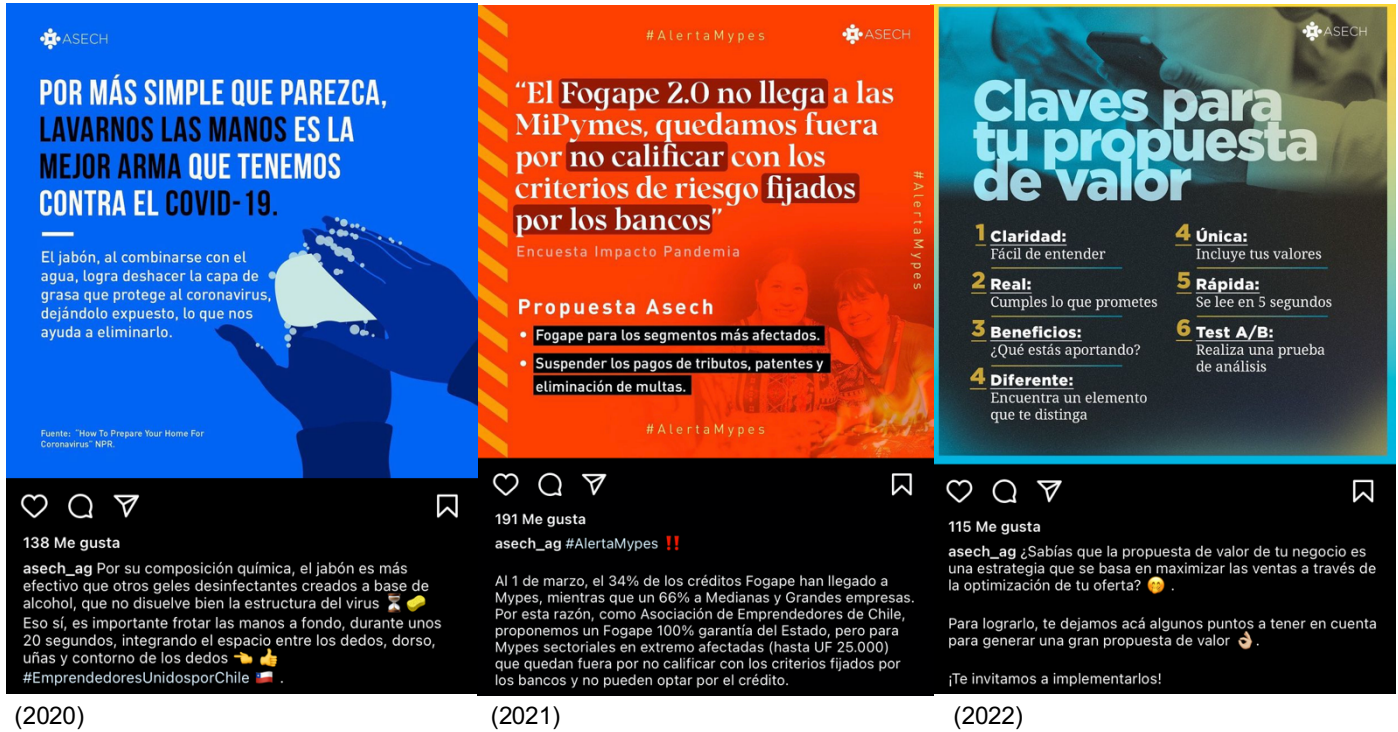 ASECH
POR MÁS SIMPLE QUE PAREZCA,
LAVARNOS LAS MANOS ES LA
MEJOR ARMA QUE TENEMOS
CONTRA EL COVID-19.
El jabón, al combinarse con el
agua, logra deshacer la capa de
grasa que protege al coronavirus,
dejándolo expuesto, lo que nos
ayuda a eliminarlo.
Fuente: "How To Prepare Your Home For
Coronavirus" NPR.
138 Me gusta
asech_ag Por su composición química, el jabón es más
efectivo que otros geles desinfectantes creados a base de
alcohol, que no disuelve bien la estructura del virus ⏳🧼
Eso sí, es importante frotar las manos a fondo, durante unos
20 segundos, integrando el espacio entre los dedos, dorso,
uñas y contorno de los dedos 👈👍
#EmprendedoresUnidosporChile 🇨🇱 .
(2020)
#AlertaMypes
ASECH
“El Fogape 2.0 no llega a las
MiPymes, quedamos fuera
por no calificar con los
criterios de riesgo fijados
por los bancos”
Encuesta Impacto Pandemia
#AlertaMypes
Propuesta Asech
• Fogape para los segmentos más afectados.
• Suspender los pagos de tributos, patentes y
eliminación de multas.
#AlertaMypes
191 Me gusta
asech_ag #AlertaMypes ‼️
Al 1 de marzo, el 34% de los créditos Fogape han llegado a
Mypes, mientras que un 66% a Medianas y Grandes empresas.
Por esta razón, como Asociación de Emprendedores de Chile,
proponemos un Fogape 100% garantía del Estado, pero para
Mypes sectoriales en extremo afectadas (hasta UF 25.000)
que quedan fuera por no calificar con los criterios fijados por
los bancos y no pueden optar por el crédito.
(2021)
ASECH
Claves para
tu propuesta
de valor
1 Claridad:
Fácil de entender
2 Real:
Cumples lo que prometes
3 Beneficios:
¿Qué estás aportando?
4 Diferente:
Encuentra un elemento
que te distinga
4 Única:
Incluye tus valores
5 Rápida:
Se lee en 5 segundos
6 Test A/B:
Realiza una prueba
de análisis
115 Me gusta
asech_ag ¿Sabías que la propuesta de valor de tu negocio es
una estrategia que se basa en maximizar las ventas a través de
la optimización de tu oferta? 🤭 .
Para lograrlo, te dejamos acá algunos puntos a tener en cuenta
para generar una gran propuesta de valor 👌🏼.
¡Te invitamos a implementarlos!
(2022)